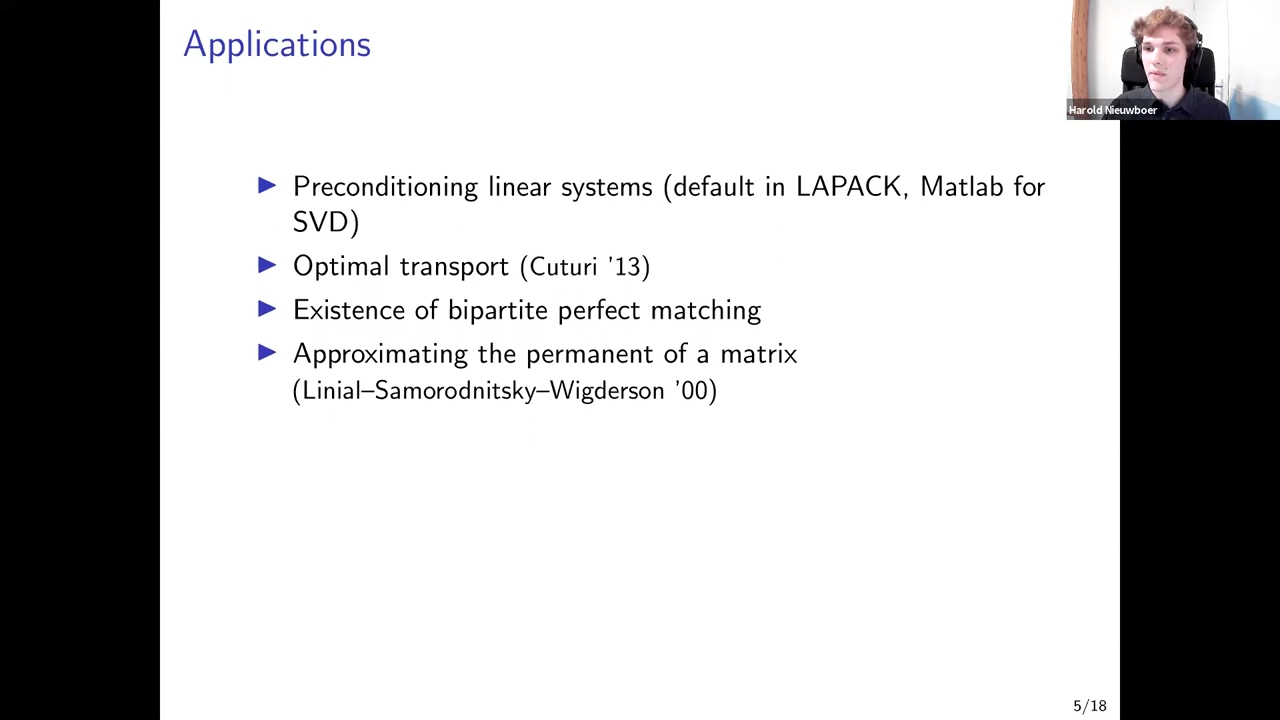 Applications
Harold Nieuwboer
▶ Preconditioning linear systems (default in LAPACK, Matlab for
SVD)
▶ Optimal transport (Cuturi '13)
▶ Existence of bipartite perfect matching
▶ Approximating the permanent of a matrix
(Linial–Samorodnitsky–Wigderson '00)
5/18